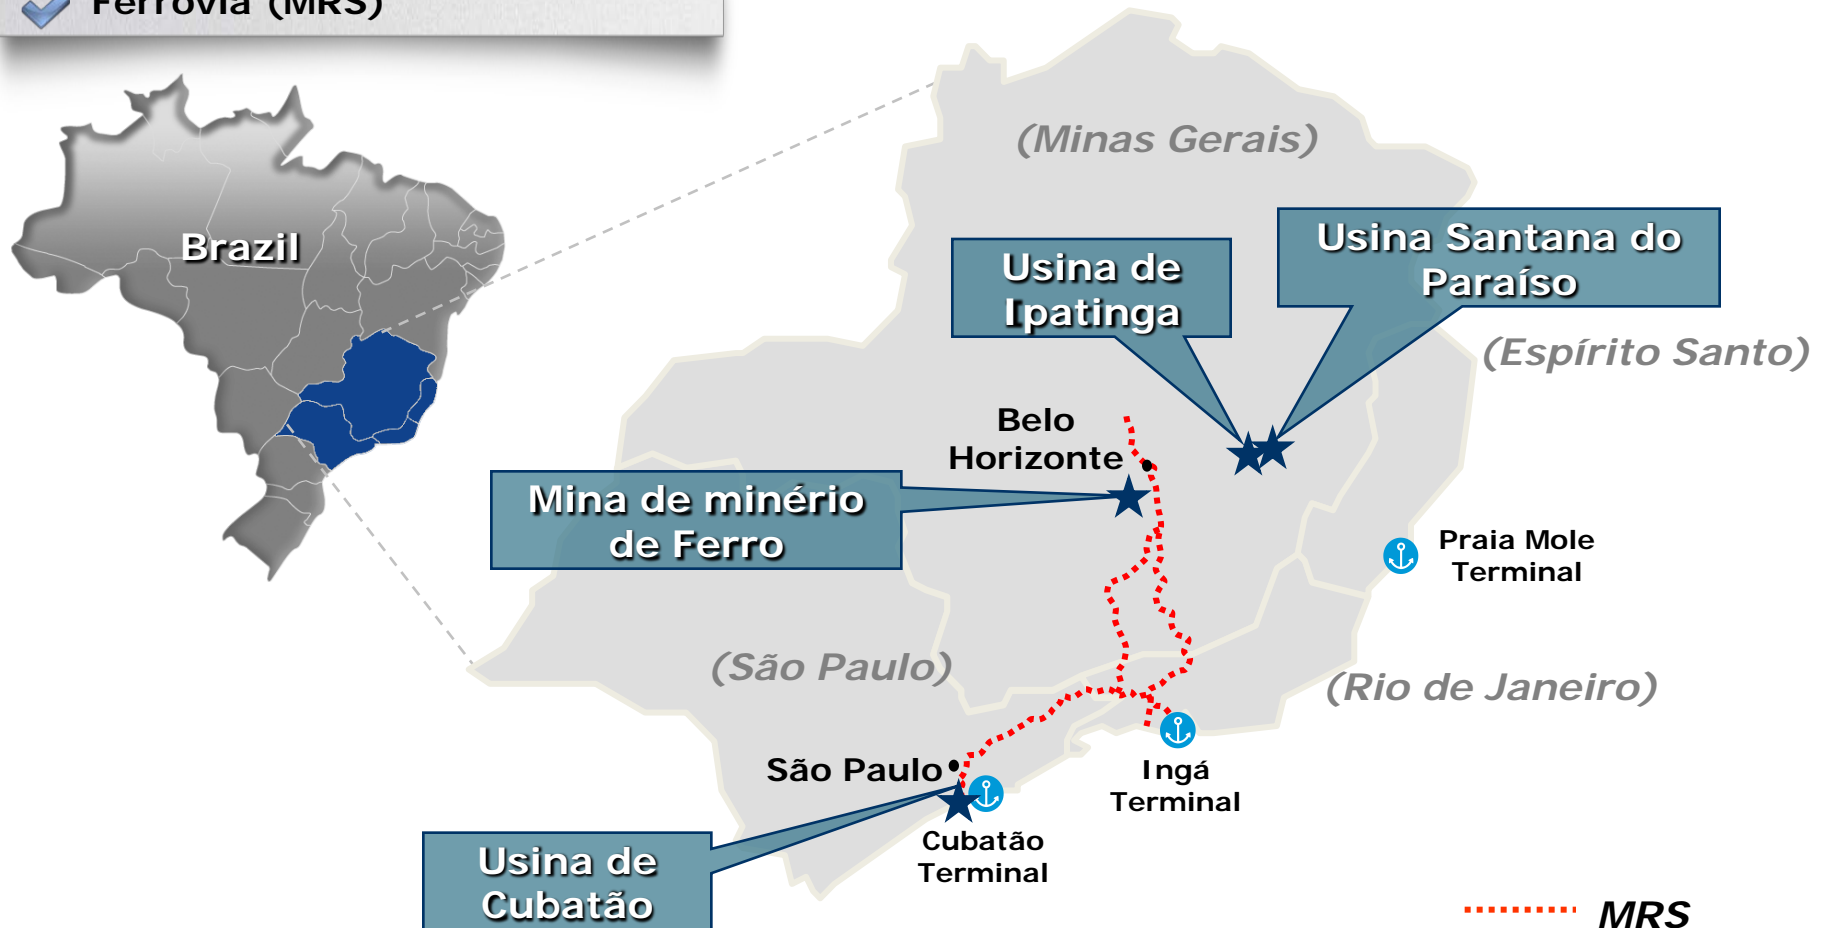 Ferrovia (MRS)
(Minas Gerais)
Brazil
Usina Santana do
Paraíso
Usina de
Ipatinga
(Espírito Santo)
Belo
Horizonte
Mina de minério
de Ferro
Praia Mole
Terminal
(São Paulo)
(Rio de Janeiro)
São Paulo
Ingá
Terminal
Cubatão
Terminal
Usina de
Cubatão
MRS